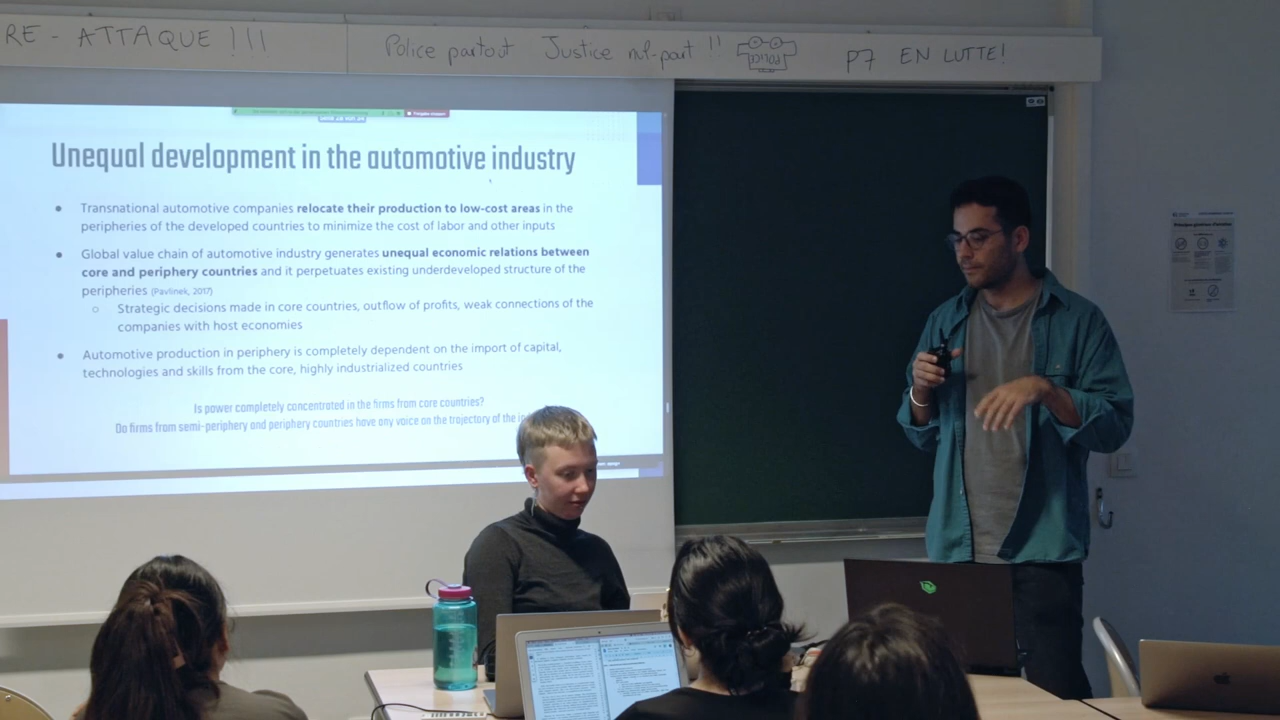 RE - ATTAQUE !!!
Police partout Justice nul-part !! POLICE P7 EN LUTTE!
Unequal development in the automotive industry
Transnational automotive companies relocate their production to low-cost areas in the
peripheries of the developed countries to minimize the cost of labor and other inputs
Global value chain of automotive industry generates unequal economic relations between
core and periphery countries and it perpetuates existing underdeveloped structure of the
peripheries (Pavlinek, 2017)
Strategic decisions made in core countries, outflow of profits, weak connections of the
companies with host economies
Automotive production in periphery is completely dependent on the import of capital,
technologies and skills from the core, highly industrialized countries
Is power completely concentrated in the firms from core countries?
Do firms from semi-periphery and periphery countries have any voice on the trajectory of the